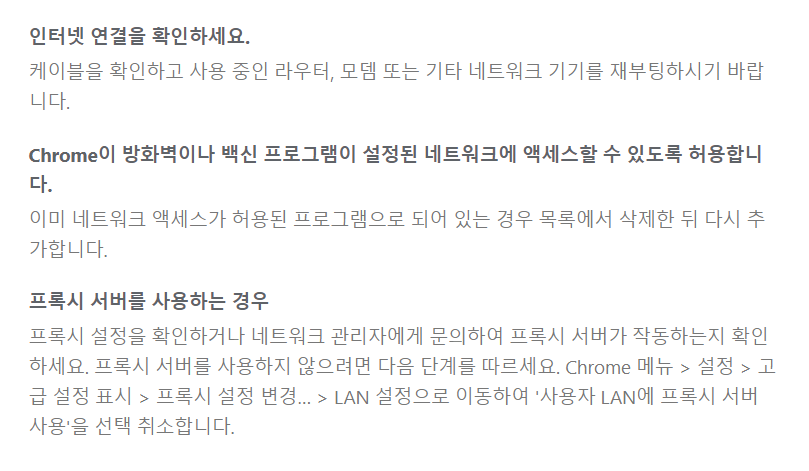 인터넷 연결을 확인하세요.
케이블을 확인하고 사용 중인 라우터, 모뎀 또는 기타 네트워크 기기를 재부팅하시기 바랍
니다.
Chrome이 방화벽이나 백신 프로그램이 설정된 네트워크에 액세스할 수 있도록 허용합니
다.
이미 네트워크 액세스가 허용된 프로그램으로 되어 있는 경우 목록에서 삭제한 뒤 다시 추
가합니다.
프록시 서버를 사용하는 경우
프록시 설정을 확인하거나 네트워크 관리자에게 문의하여 프록시 서버가 작동하는지 확인
하세요. 프록시 서버를 사용하지 않으려면 다음 단계를 따르세요. Chrome 메뉴 > 설정 > 고
급 설정 표시 > 프록시 설정 변경... > LAN 설정으로 이동하여 '사용자 LAN에 프록시 서버
사용'을 선택 취소합니다.